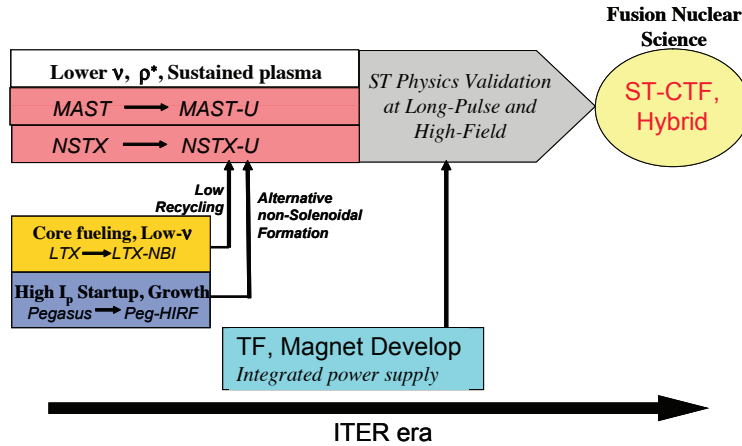 Fusion Nuclear
Science
Lower ν, ρ*, Sustained plasma
MAST MAST-U
NSTX NSTX-U
ST Physics Validation
at Long-Pulse and
High-Field
ST-CTF,
Hybrid
Low
Recycling
Alternative
non-Solenoidal
Formation
Core fueling, Low-ν
LTX LTX-NBI
High Ip Startup, Growth
Pegasus Peg-HIRF
TF, Magnet Develop
Integrated power supply
ITER era